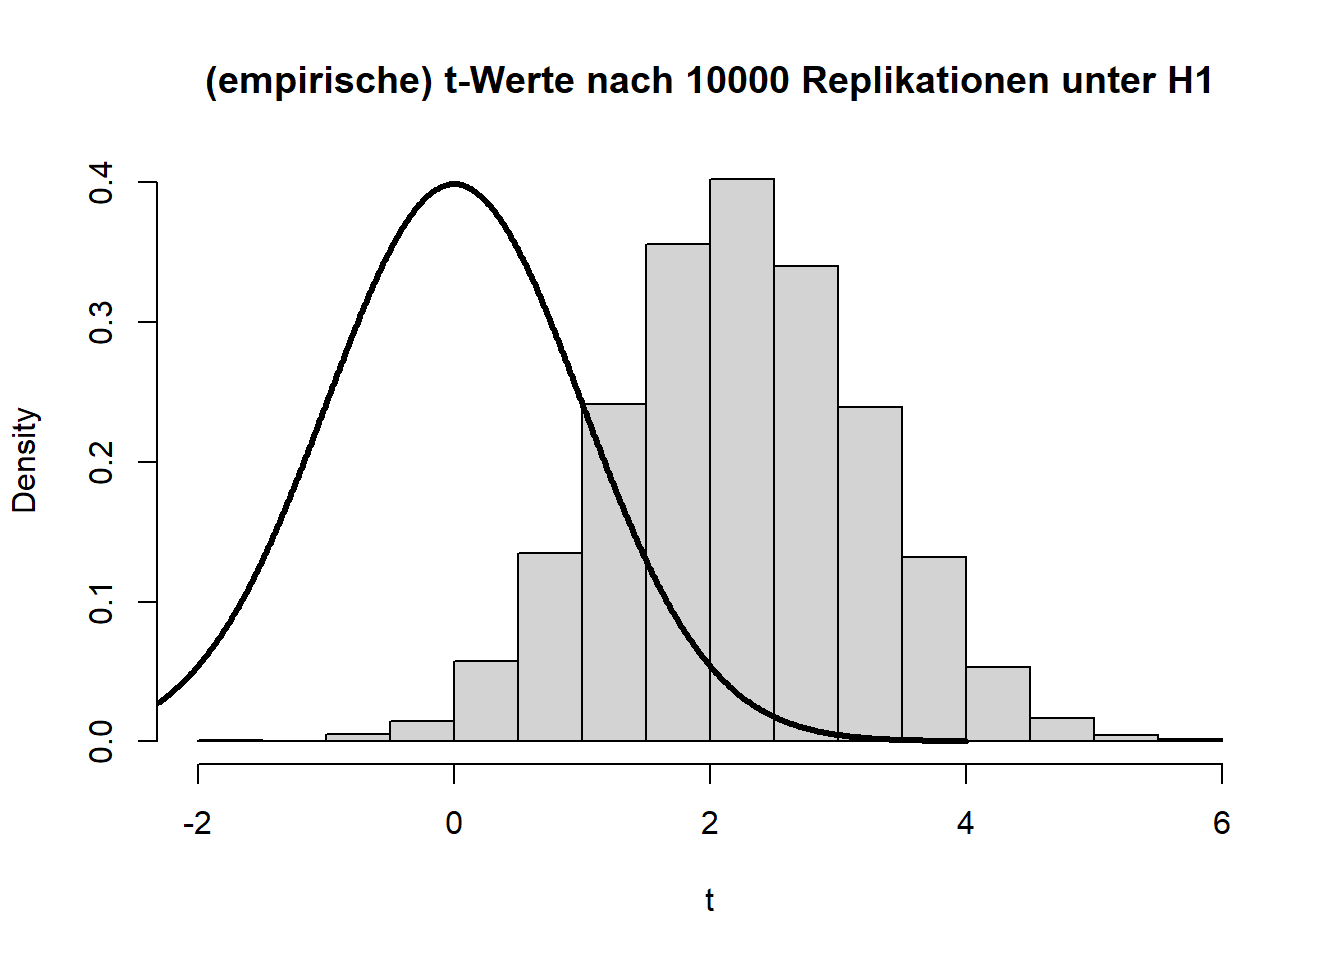 (empirische) t-Werte nach 10000 Replikationen unter H1
Density
0.4
0.3
0.2
0.1
0.0
-2 0 2 4 6
t